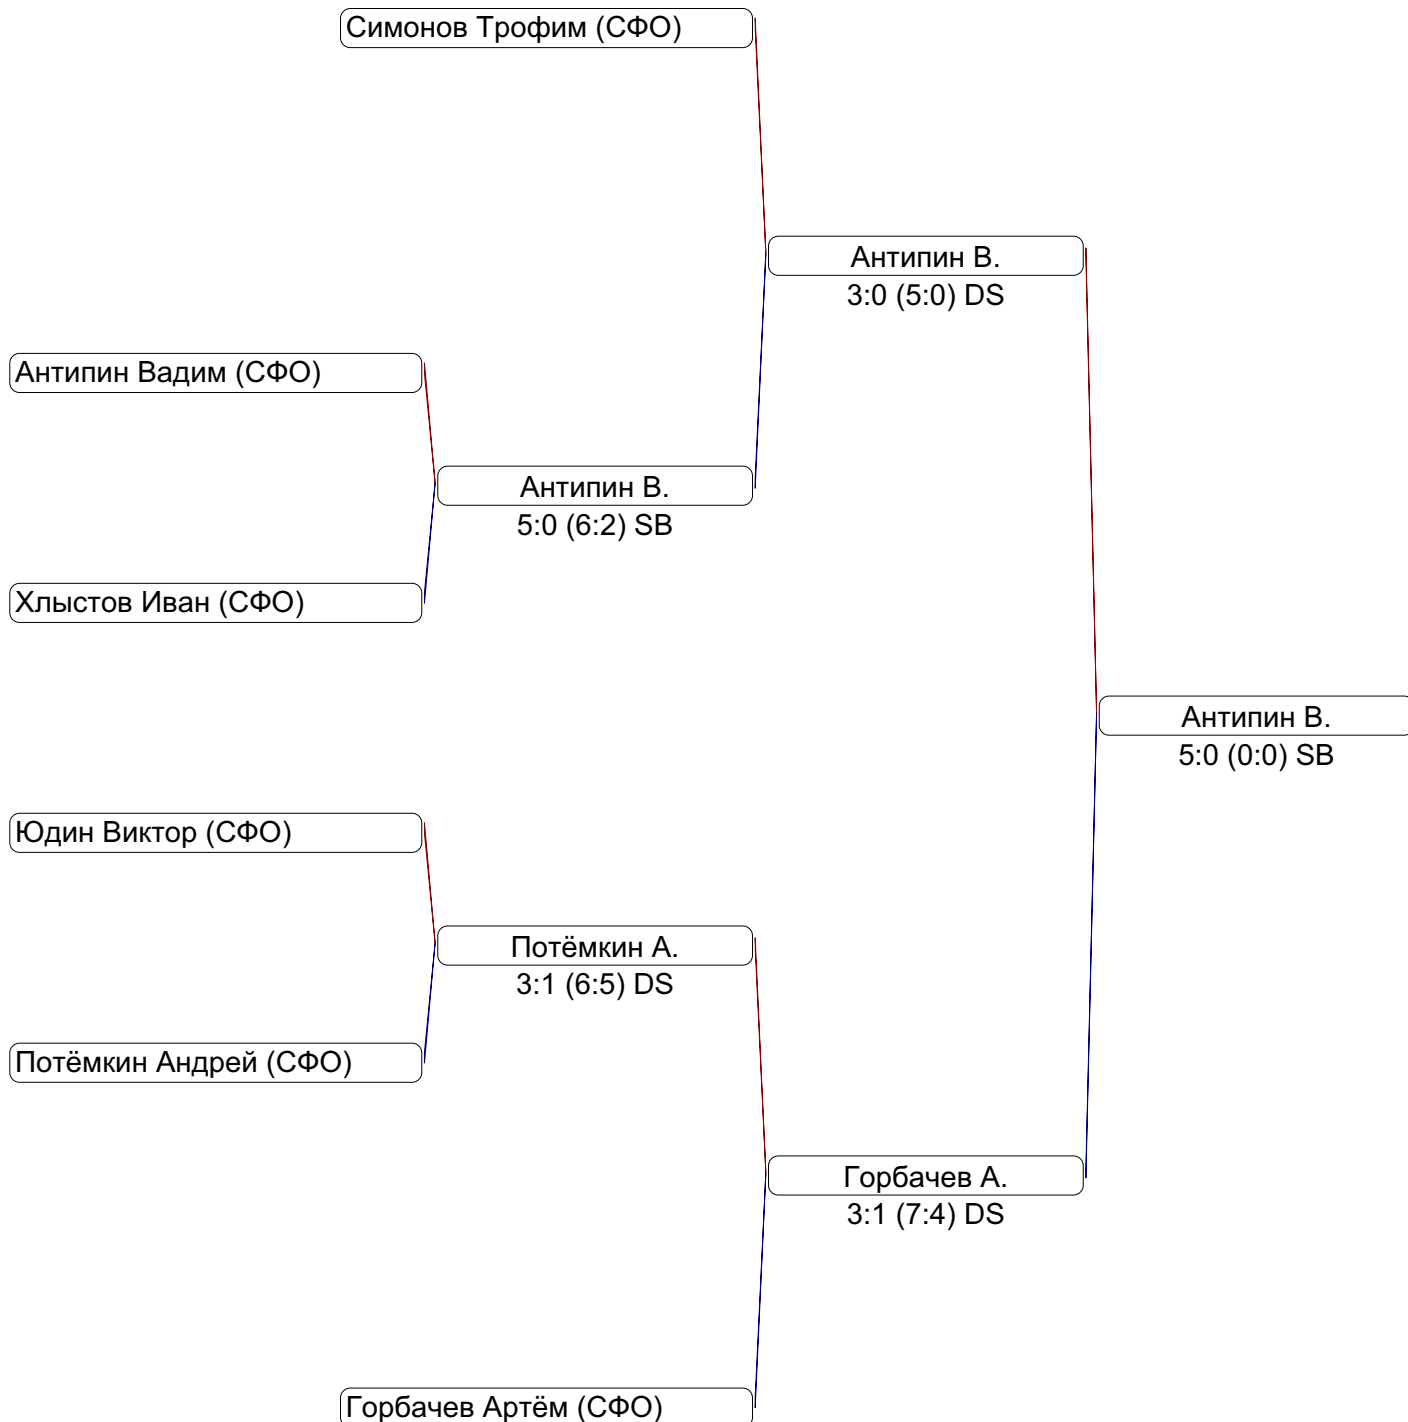 Симонов Трофим (СФО)
Антипин В.
3:0 (5:0) DS
Антипин Вадим (СФО)
Антипин В.
5:0 (6:2) SB
Хлыстов Иван (СФО)
Антипин В.
5:0 (0:0) SB
Юдин Виктор (СФО)
Потёмкин А.
3:1 (6:5) DS
Потёмкин Андрей (СФО)
Горбачев А.
3:1 (7:4) DS
Горбачев Артём (СФО)